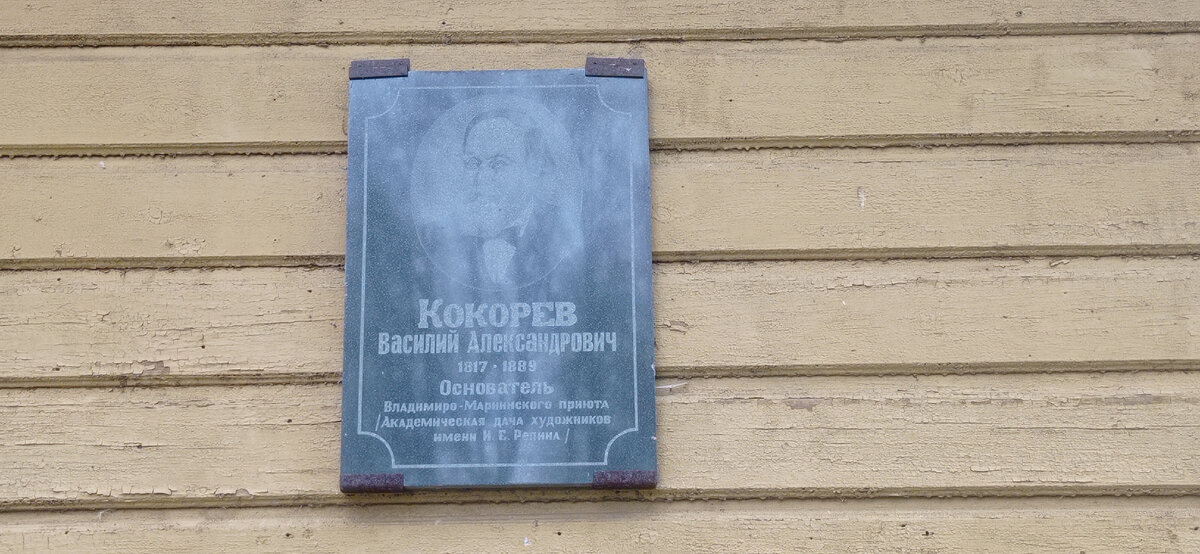 КОКОРЕВ
Василий Александрович
1817 - 1889
Основатель
Владимиро-Мариинского приюта
/Академическая дача художников
имени И. Е. Репина/